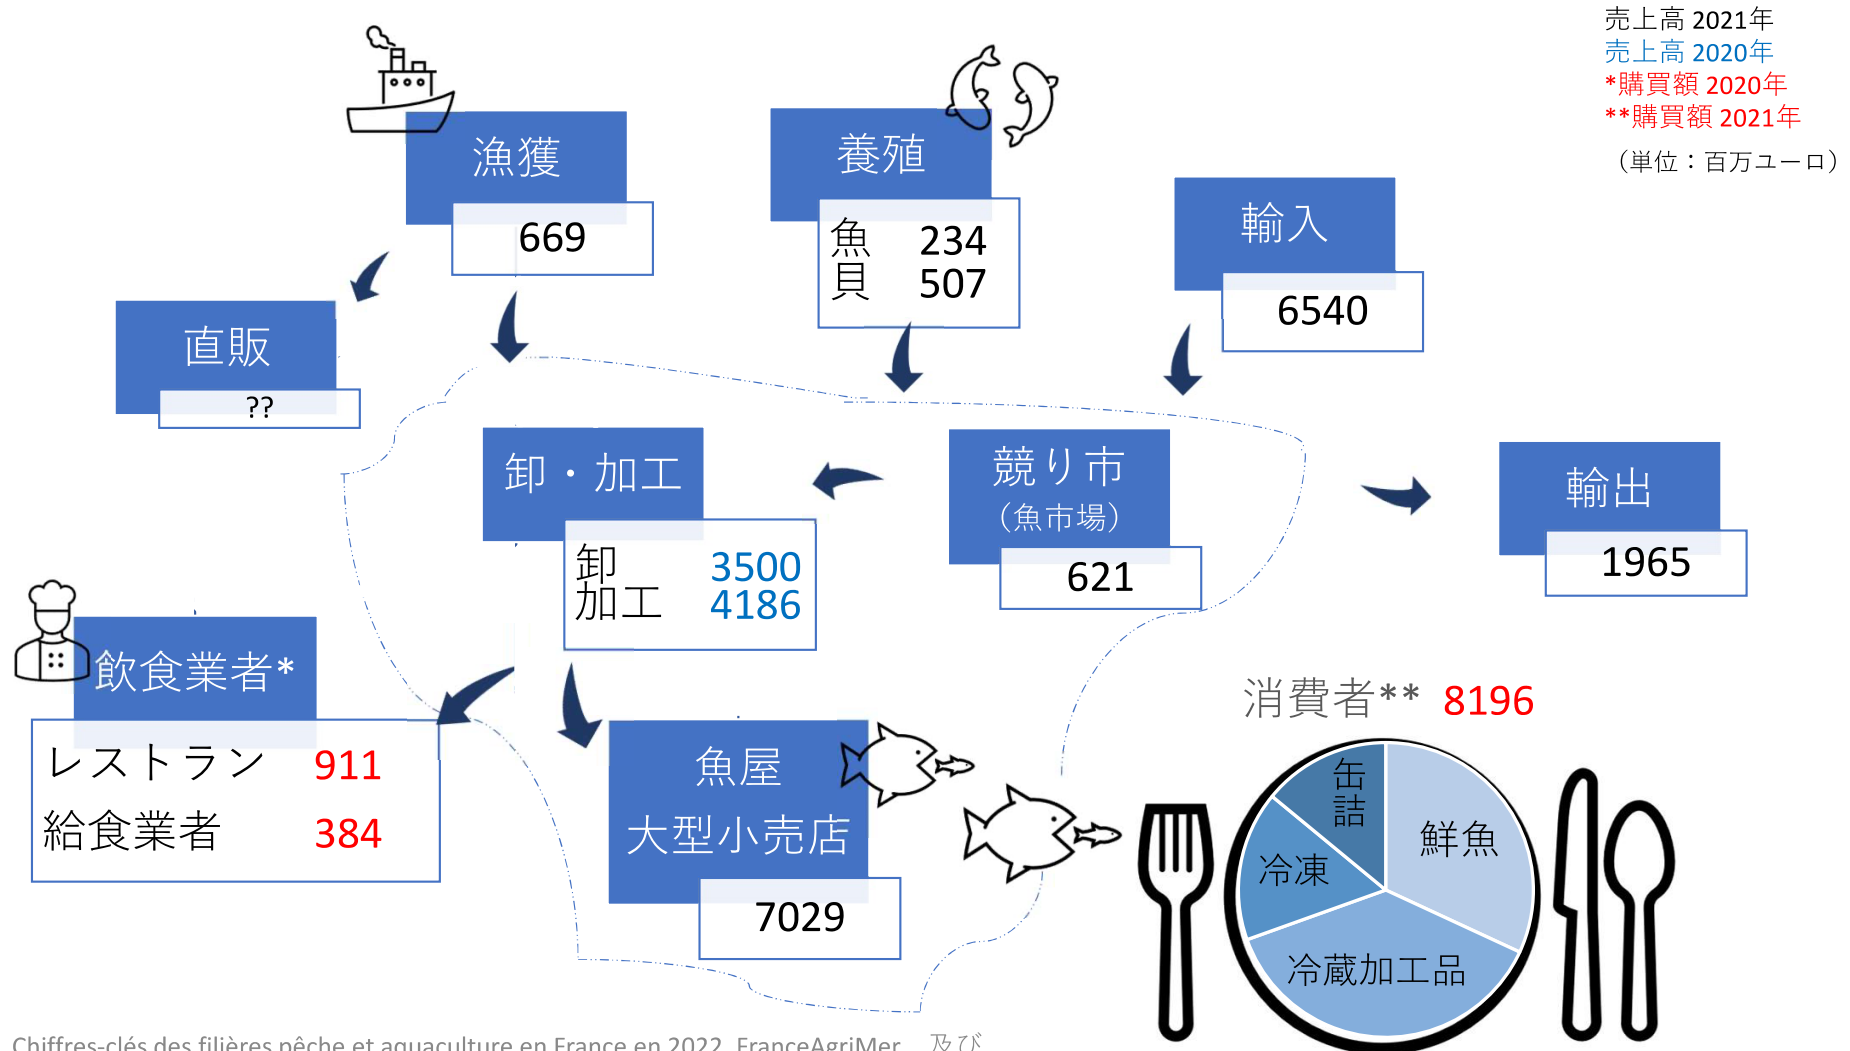 売上高 2021年
売上高 2020年
*購買額 2020年
**購買額 2021年
（単位：百万ユーロ）
漁獲
669
養殖
魚 234
貝 507
輸入
6540
直販
??
卸・加工
卸 3500
加工 4186
競り市
（魚市場）
621
輸出
1965
飲食業者*
レストラン 911
給食業者 384
魚屋
大型小売店
7029
消費者** 8196
缶詰
鮮魚
冷凍
冷蔵加工品
Chiffres-clés des filières pêche et aquaculture en France en 2022, FranceAgriMer 及び